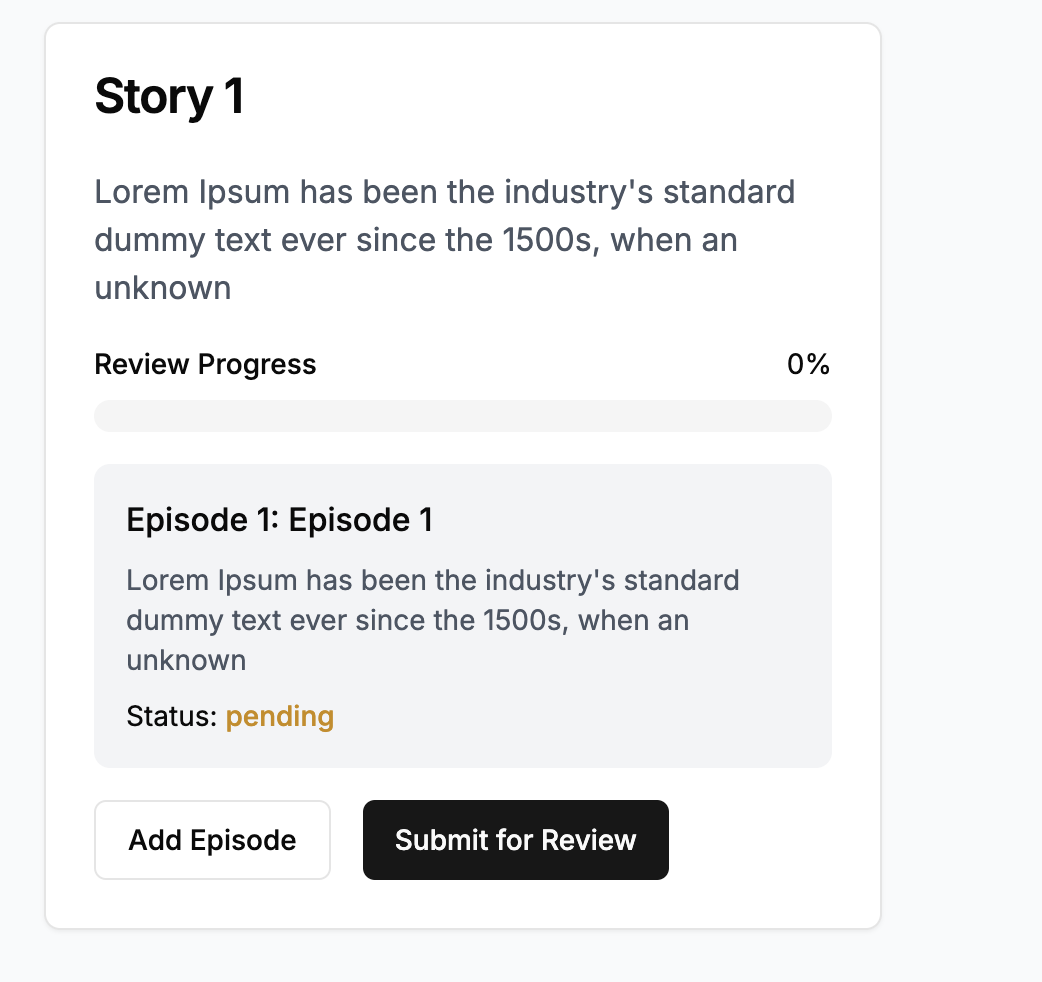 Story 1
Lorem Ipsum has been the industry's standard
dummy text ever since the 1500s, when an
unknown
Review Progress 0%
Episode 1: Episode 1
Lorem Ipsum has been the industry's standard
dummy text ever since the 1500s, when an
unknown
Status: pending
Add Episode Submit for Review